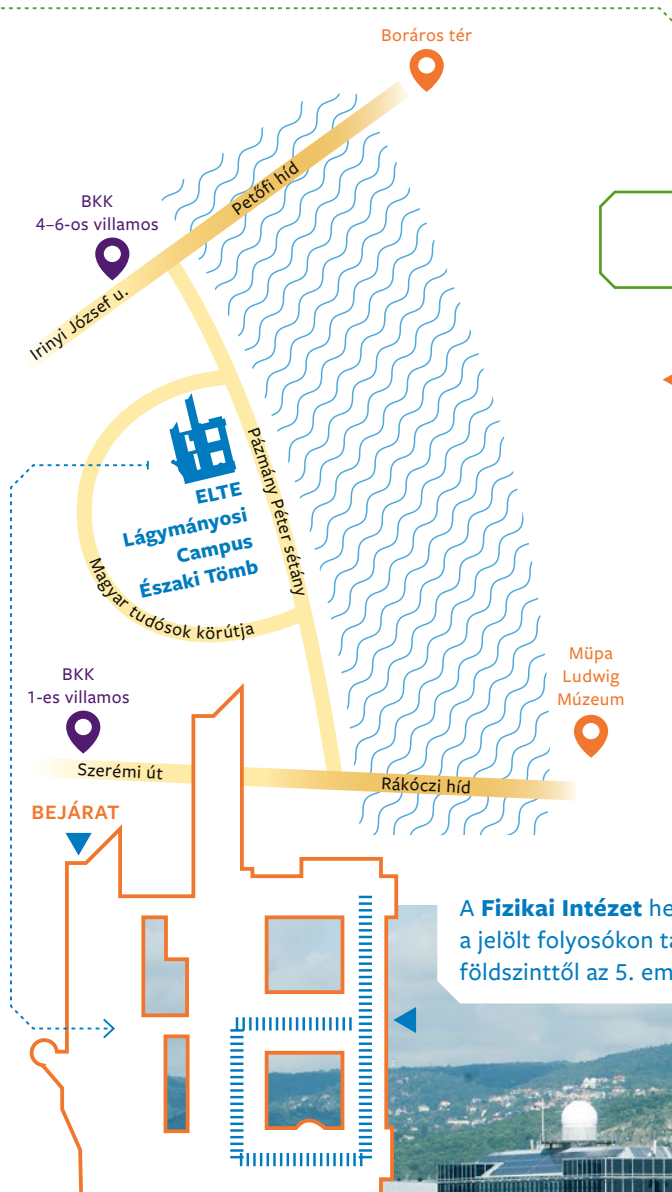 Boráros tér
Petőfi híd
BKK
4–6-os villamos
Irinyi József u.
Pázmány Péter sétány
ELTE
Lágymányosi
Campus
Északi Tömb
Magyar tudósok körútja
BKK
1-es villamos
Müpa
Ludwig
Múzeum
Szerémi út
Rákóczi híd
BEJÁRAT
A Fizikai Intézet he
a jelölt folyosókon ta
földszinttől az 5. em